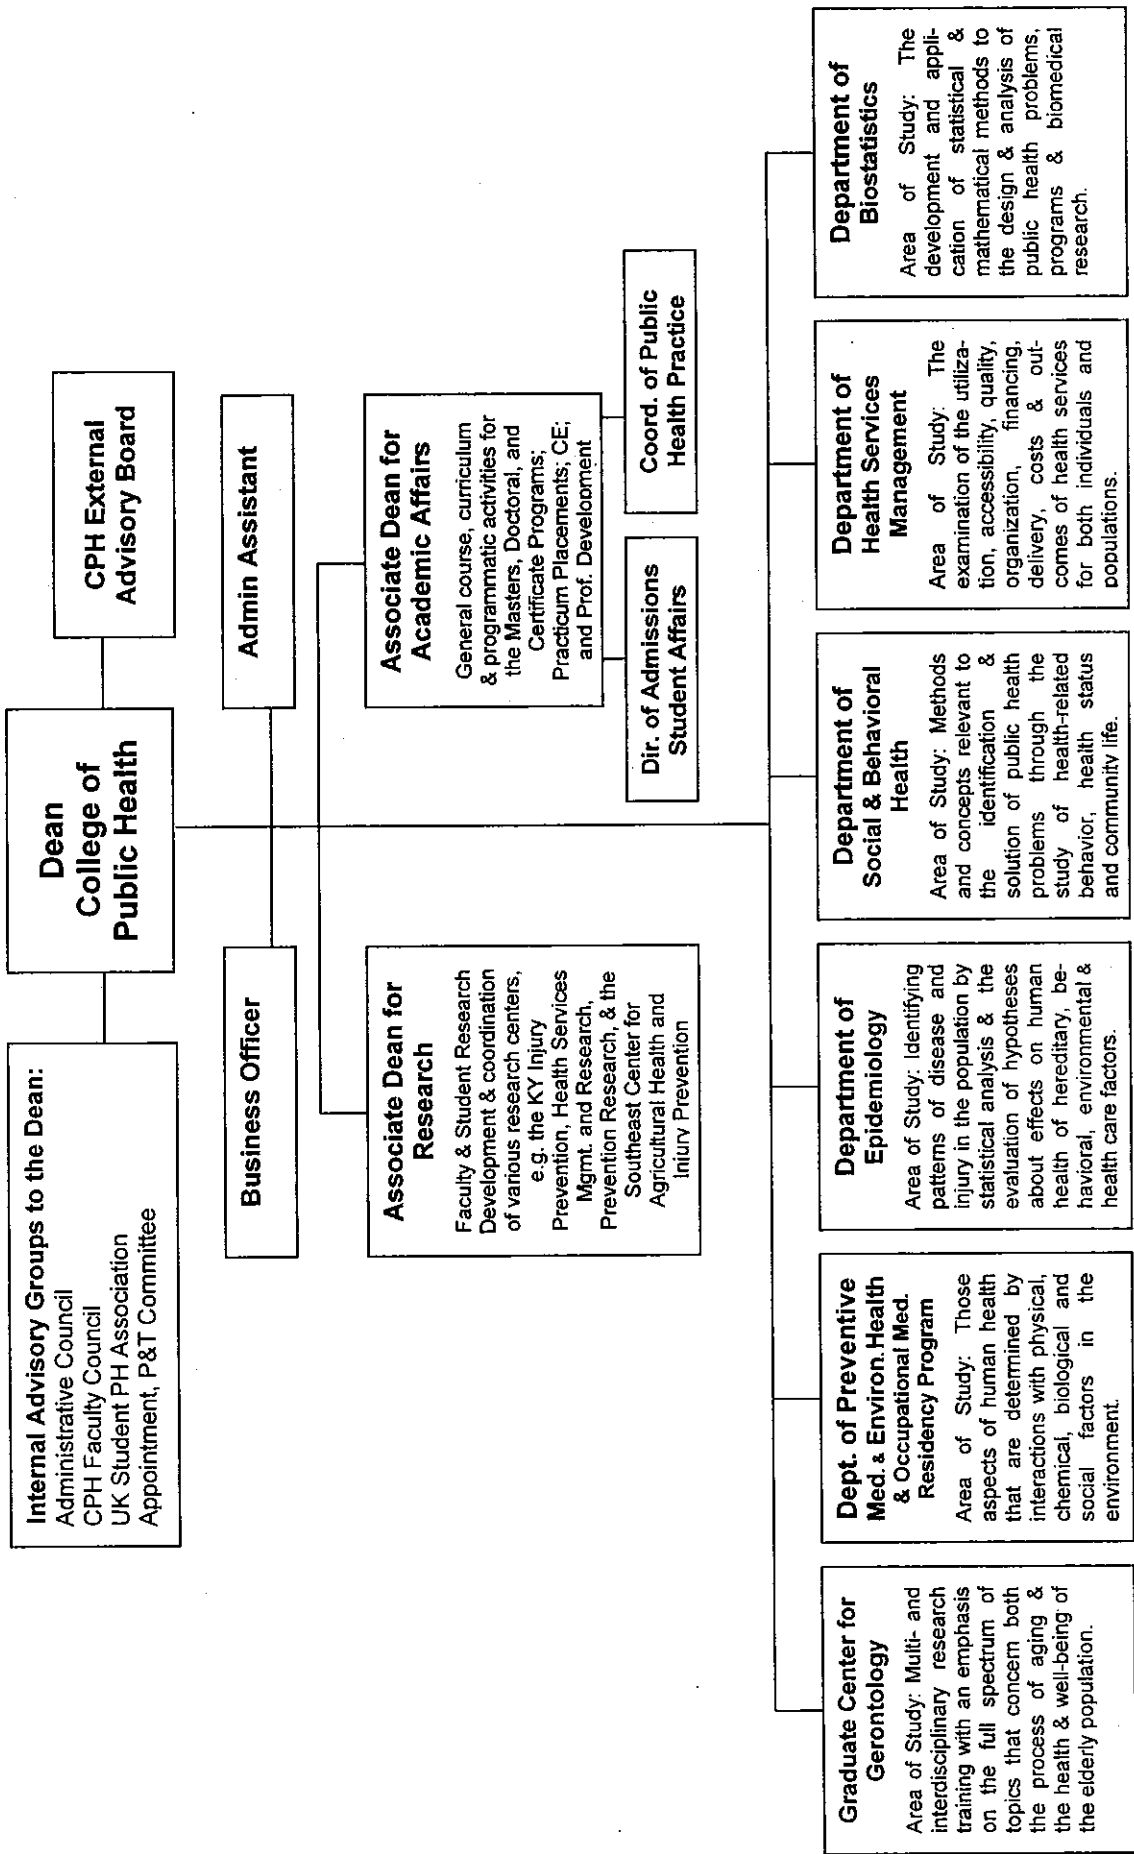 Dean
College of
Public Health
Internal Advisory Groups to the Dean:
Administrative Council
CPH Faculty Council
UK Student PH Association
Appointment, P&T Committee
CPH External
Advisory Board
Business Officer
Admin Assistant
Associate Dean for
Research
Faculty & Student Research
Development & coordination
of various research centers,
e.g. the KY Injury
Prevention, Health Services
Mgmt. and Research,
Prevention Research, & the
Southeast Center for
Agricultural Health and
Injury Prevention
Associate Dean for
Academic Affairs
General course, curriculum
& programmatic activities for
the Masters, Doctoral, and
Certificate Programs;
Practicum Placements; CE;
and Prof. Development
Dir. of Admissions
Student Affairs
Coord. of Public
Health Practice
Graduate Center for
Gerontology
Area of Study: Multi- and
interdisciplinary research
training with an emphasis
on the full spectrum of
topics that concern both
the process of aging &
the health & well-being of
the elderly population.
Dept. of Preventive
Med. & Environ.Health
& Occupational Med.
Residency Program
Area of Study: Those
aspects of human health
that are determined by
interactions with physical,
chemical, biological and
social factors in the
environment.
Department of
Epidemiology
Area of Study: Identifying
patterns of disease and
injury in the population by
statistical analysis & the
evaluation of hypotheses
about effects on human
health of hereditary, be-
havioral, environmental &
health care factors.
Department of
Social & Behavioral
Health
Area of Study: Methods
and concepts relevant to
the identification &
solution of public health
problems through the
study of health-related
behavior, health status
and community life.
Department of
Health Services
Management
Area of Study: The
examination of the utiliza-
tion, accessibility, quality,
organization, financing,
delivery, costs & out-
comes of health services
for both individuals and
populations.
Department of
Biostatistics
Area of Study: The
development and appli-
cation of statistical &
mathematical methods to
the design & analysis of
public health problems,
programs & biomedical
research.